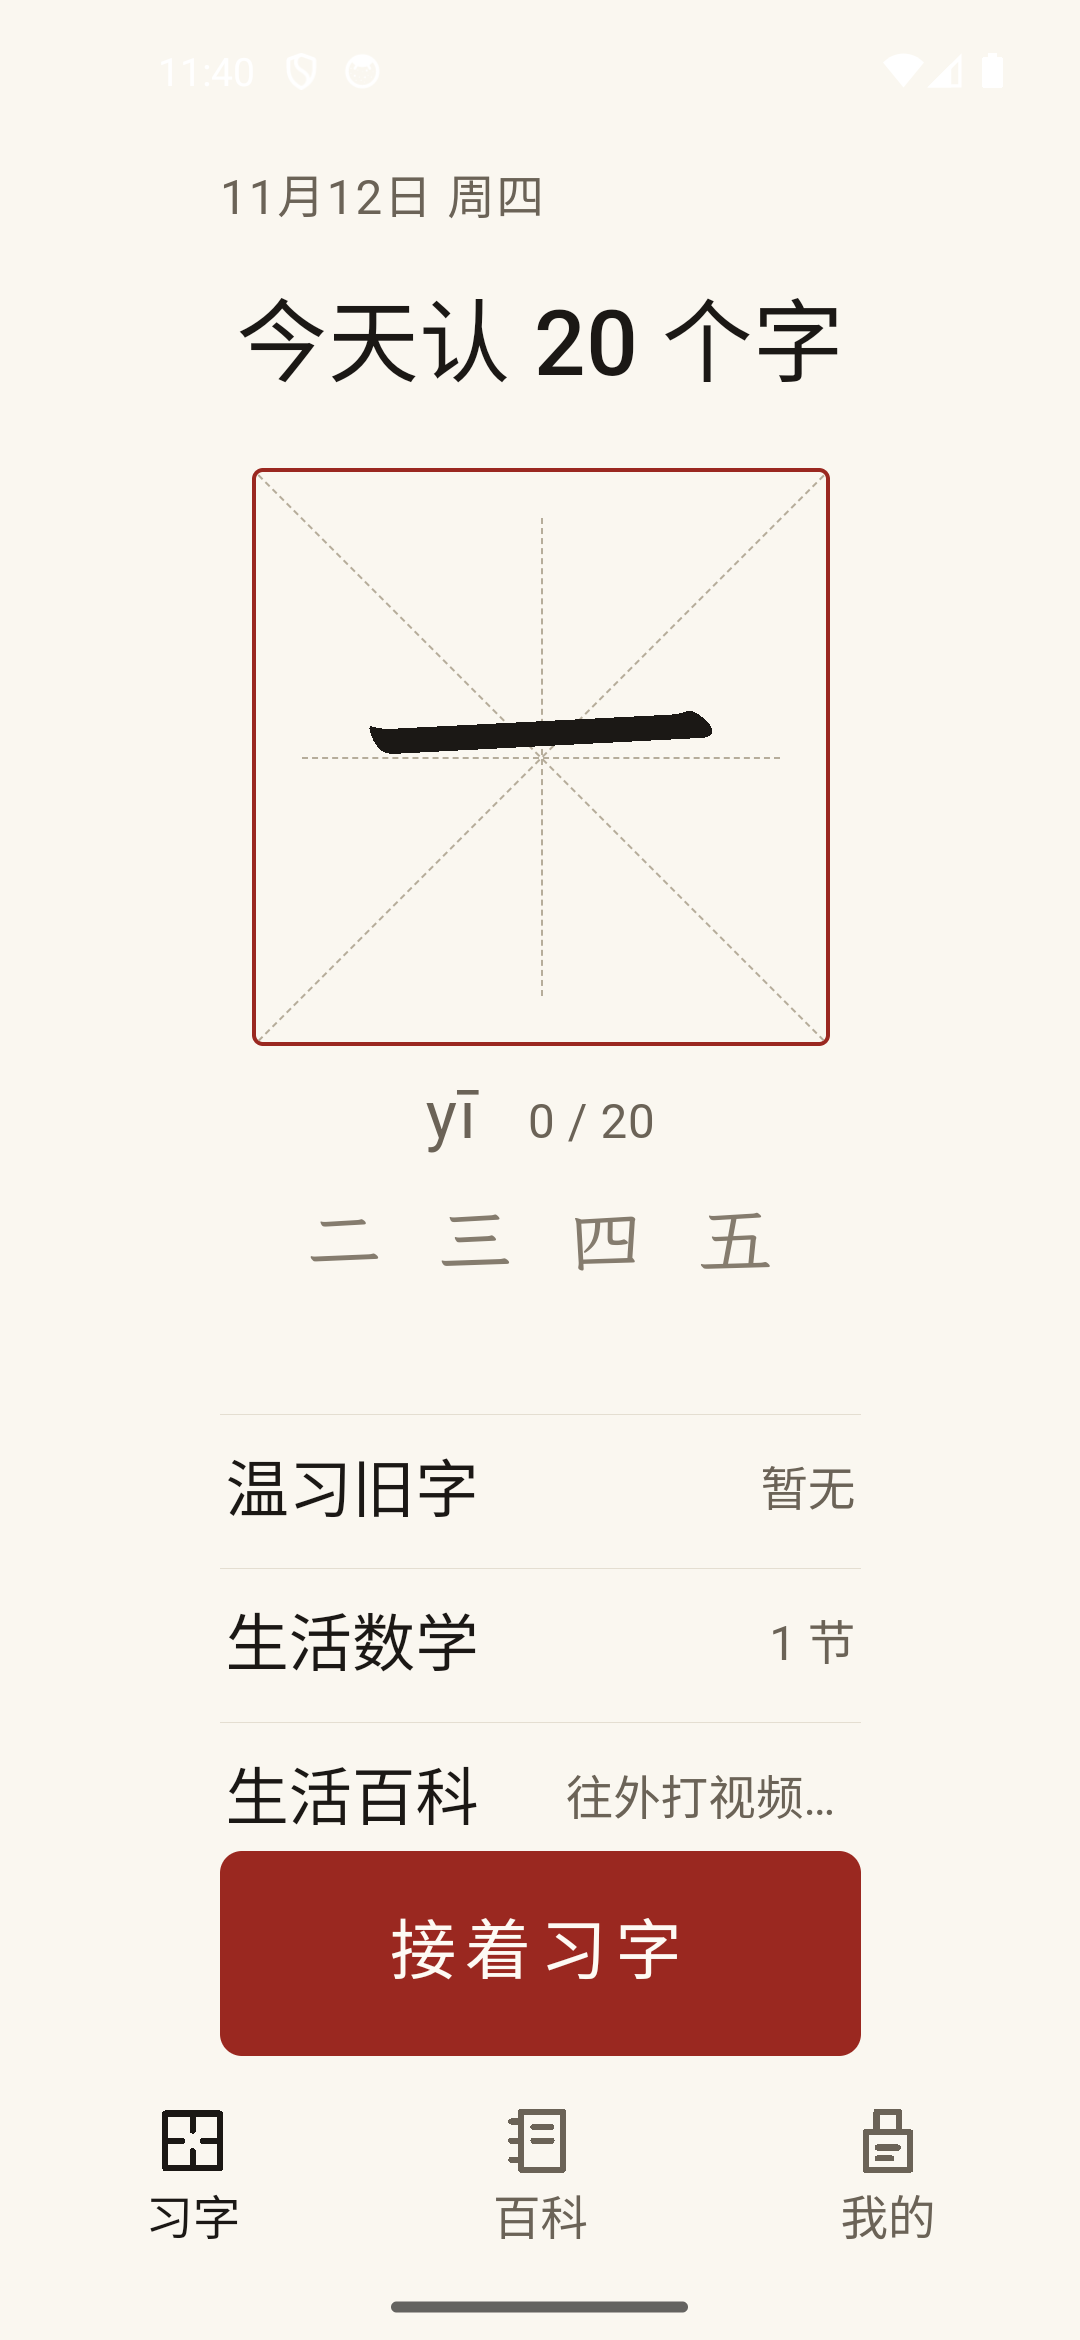 11:40
11月12日 周四
今天认 20 个字
一
yī 0 / 20
二 三 四 五
温习旧字 暂无
生活数学 1 节
生活百科 往外打视频...
接着习字
习字 百科 我的